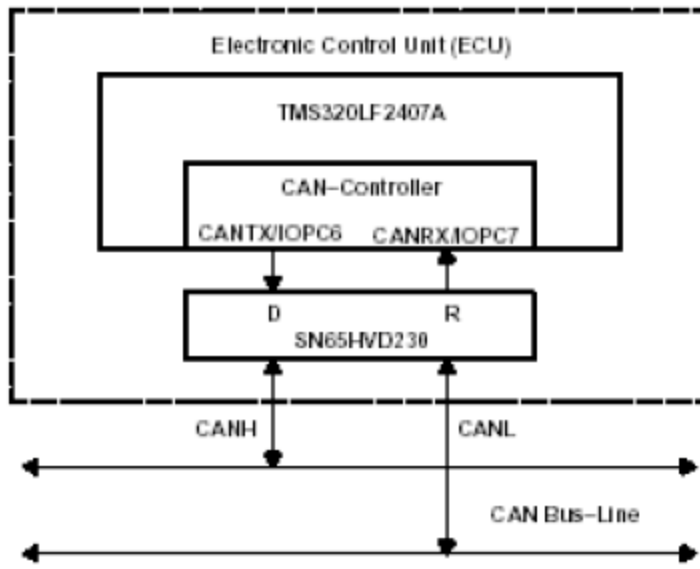 Electronic Control Unit (ECU)
TMS320LF2407A
CAN-Controller
CANTX/IOPC6 CANRX/IOPC7
D R
SN65HVD230
CANH CANL
CAN Bus-Line